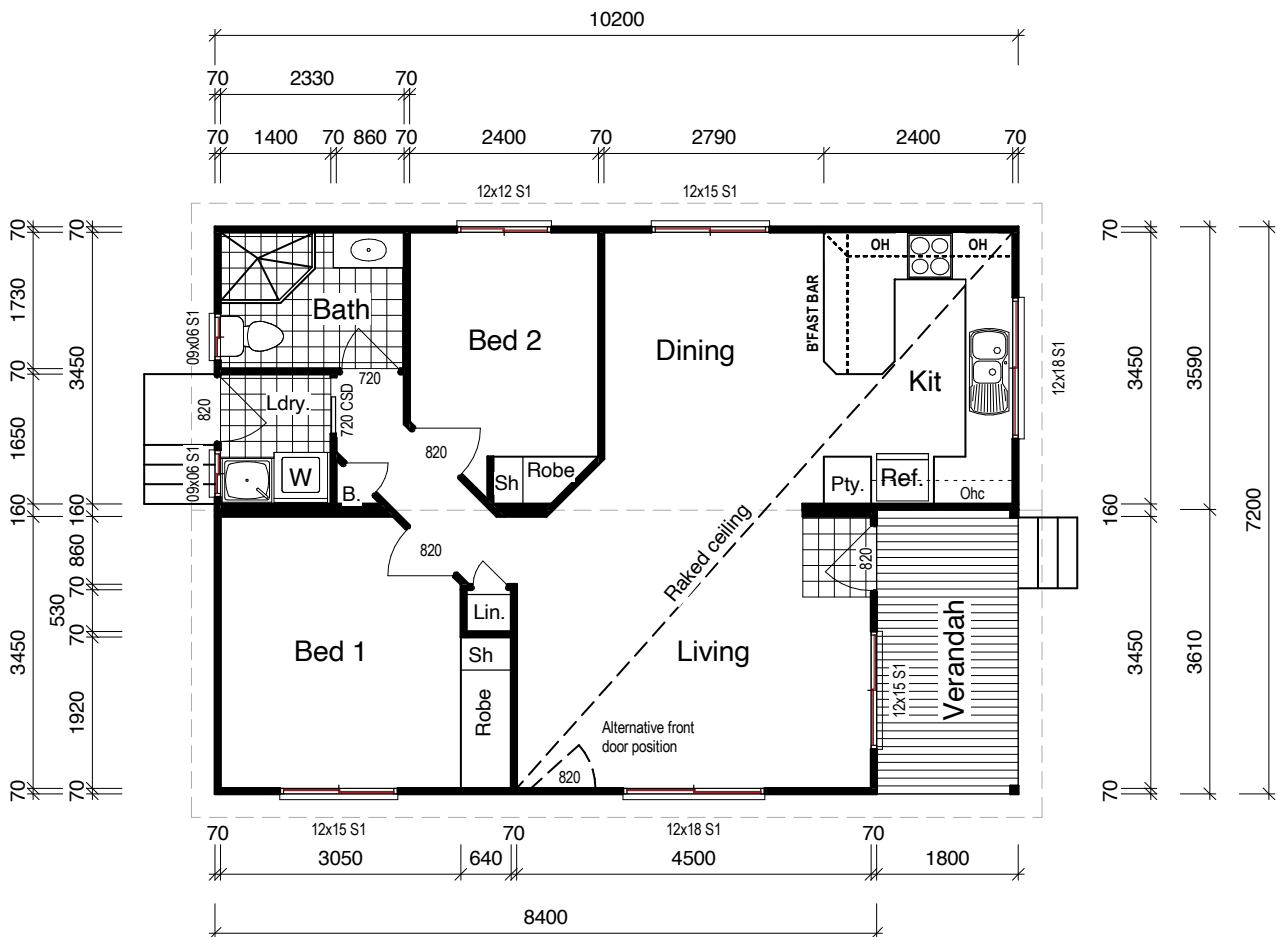 10200
70 2330 70
70 1400 70 860 70 2400 70 2790 2400 70
12x12 S1 12x15 S1
70 70 70
OH OH
1730 3450 Bath 09x06 S1 B'FAST BAR 3450 3590
Bed 2 Dining 12x18 S1
70 720 Kit
820 Ldry. 720 CSD
1650 820
09x06 S1 W B. Sh Robe Pty. Ref. Ohc
160 160 160 7200
860 820 820
Raked ceiling
70 530 Lin.
70
3450 Bed 1 Sh Living Verandah 3450 3610
1920 Robe 12x15 S1
Alternative front
door position
820
70 70 70
12x15 S1 12x18 S1
70 70 70
3050 640 4500 1800
8400